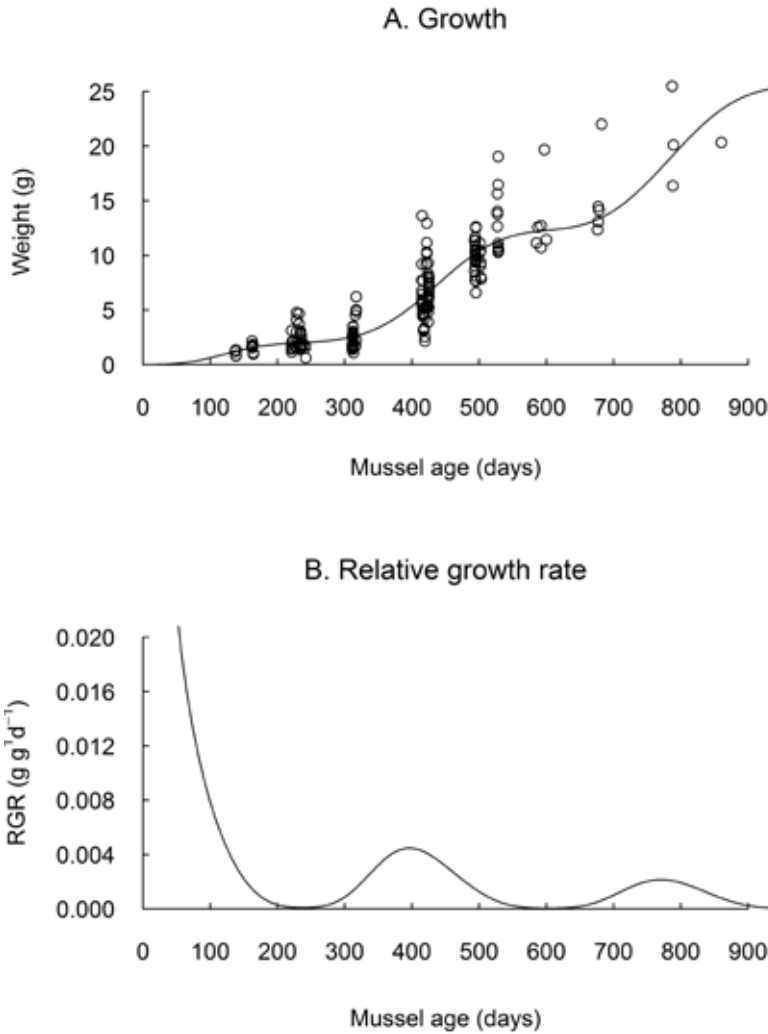 A. Growth
25
20
15
10
5
0
Weight (g)
0 100 200 300 400 500 600 700 800 900
Mussel age (days)
B. Relative growth rate
0.020
0.016
0.012
0.008
0.004
0.000
RGR (g g¹d⁻¹)
0 100 200 300 400 500 600 700 800 900
Mussel age (days)